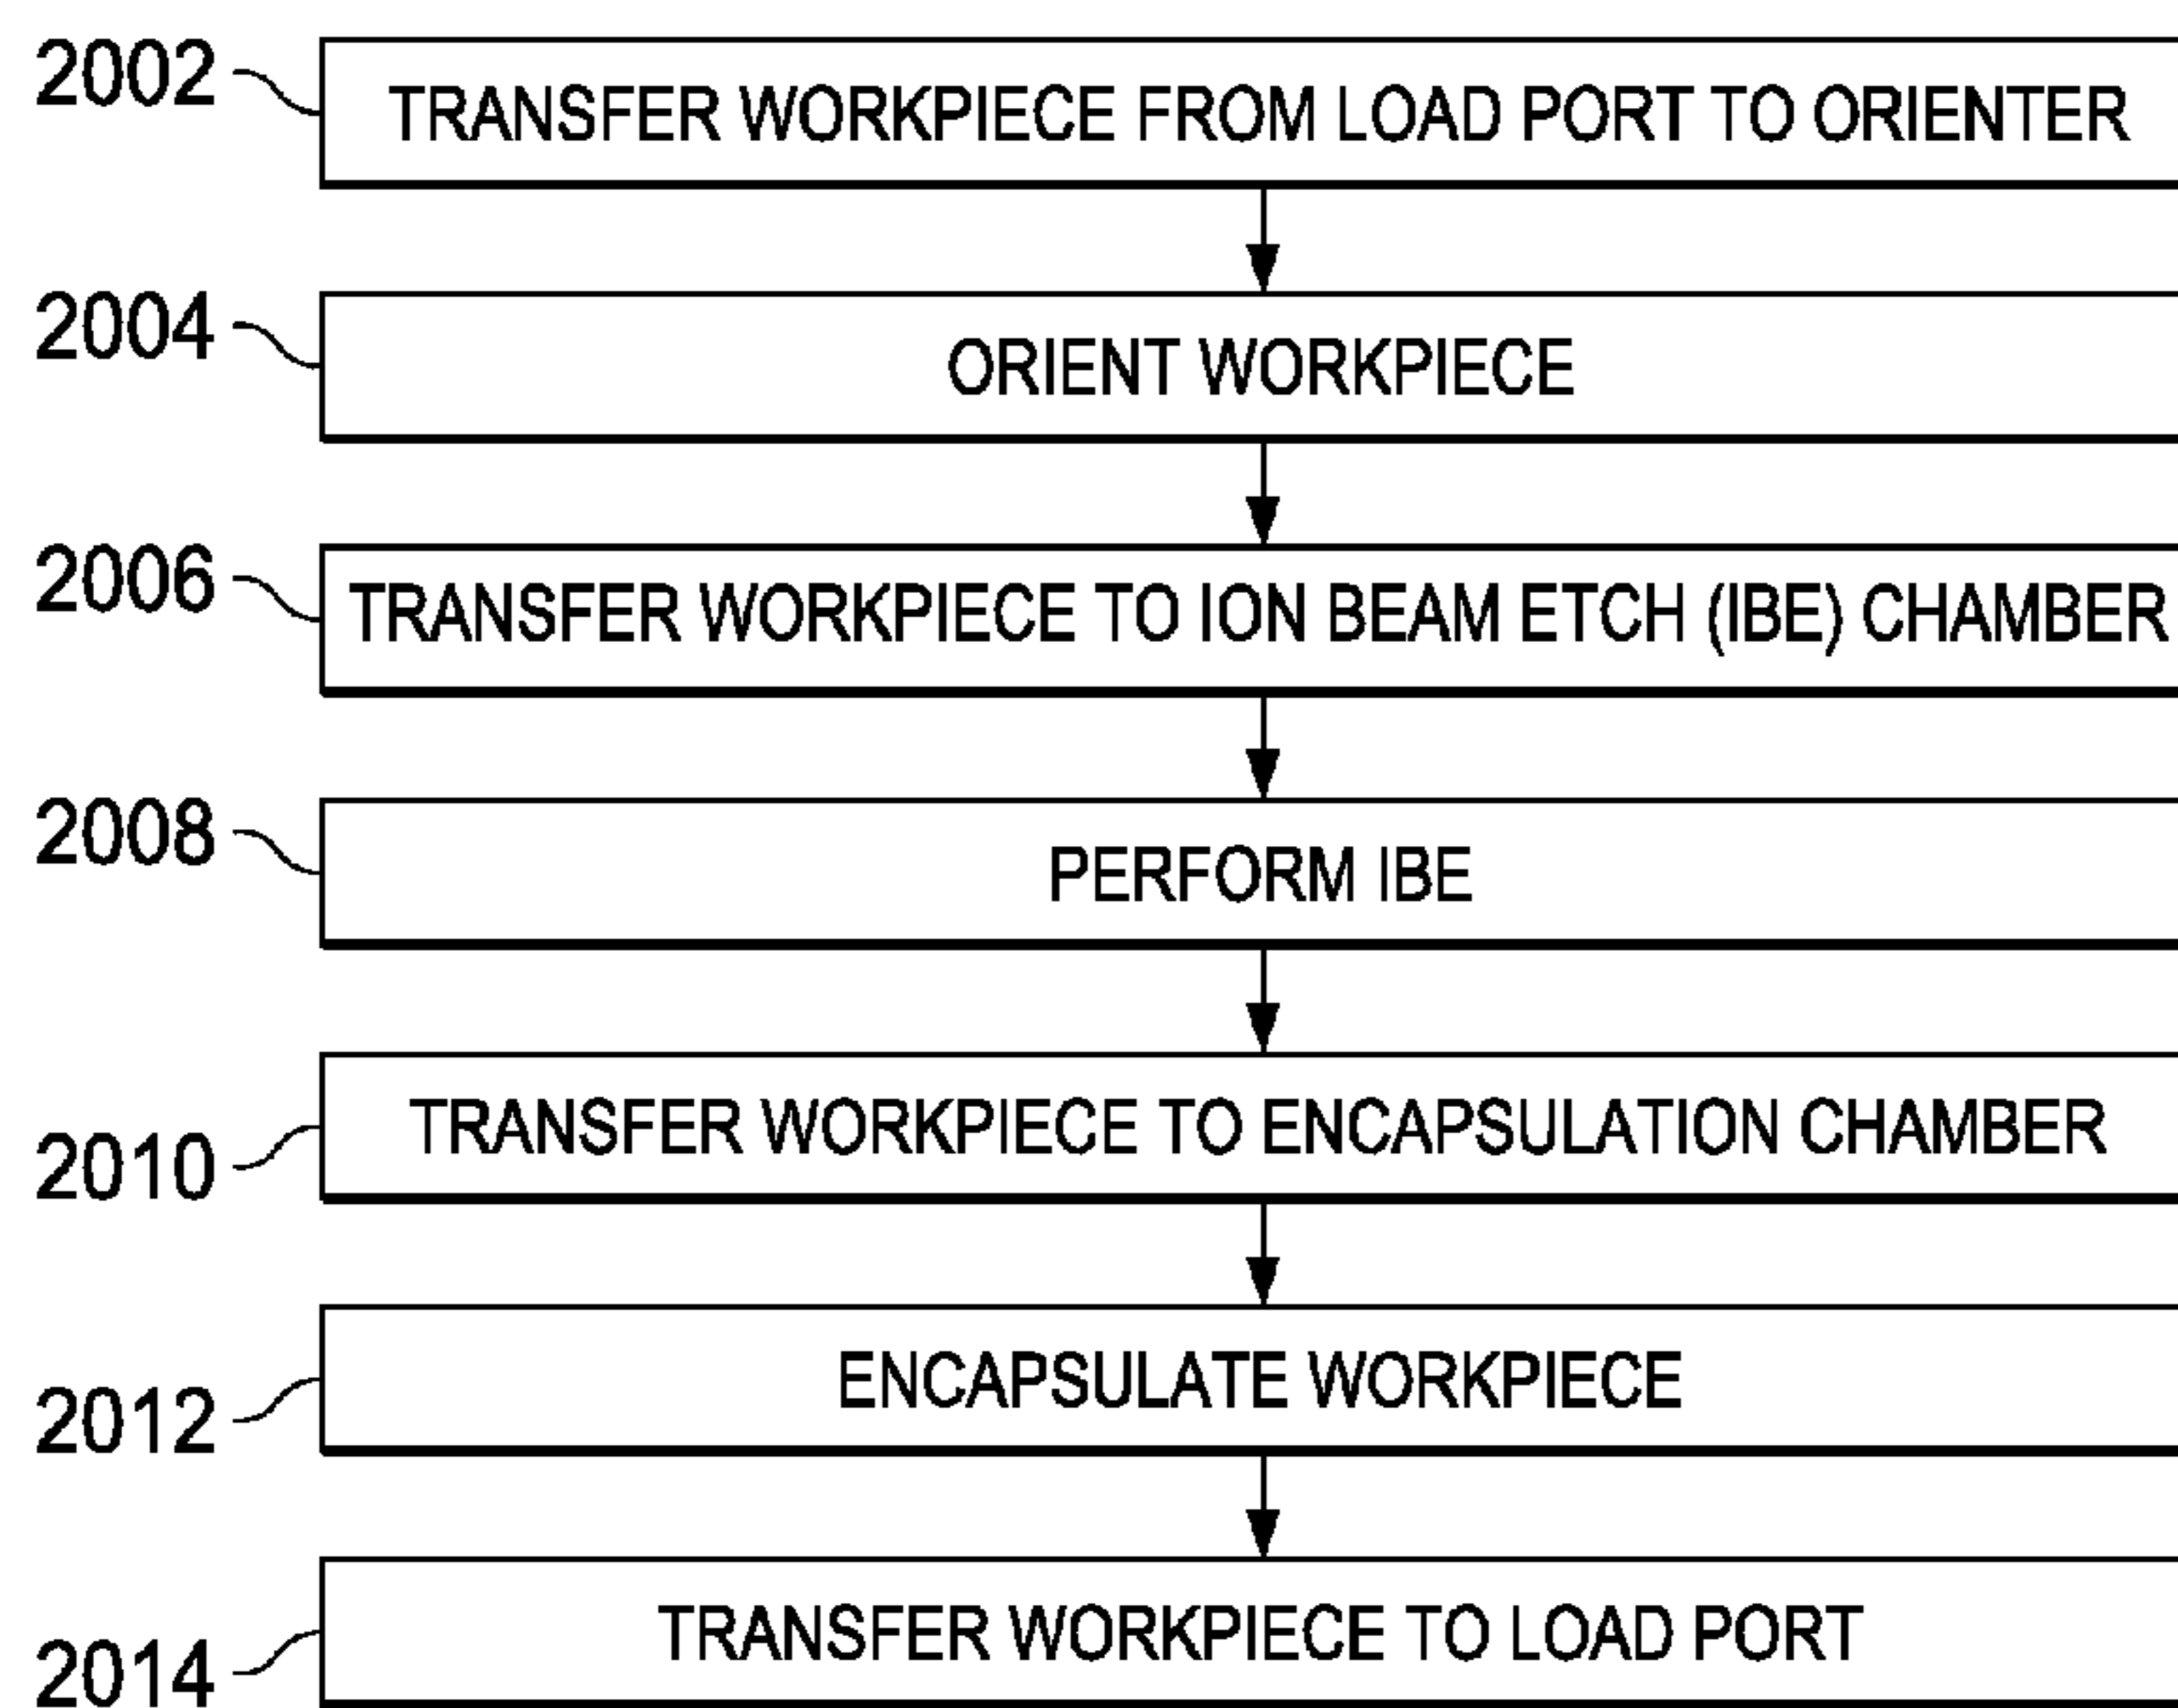 2002
TRANSFER WORKPIECE FROM LOAD PORT TO ORIENTER
2004
ORIENT WORKPIECE
2006
TRANSFER WORKPIECE TO ION BEAM ETCH (IBE) CHAMBER
2008
PERFORM IBE
2010
TRANSFER WORKPIECE TO ENCAPSULATION CHAMBER
2012
ENCAPSULATE WORKPIECE
2014
TRANSFER WORKPIECE TO LOAD PORT